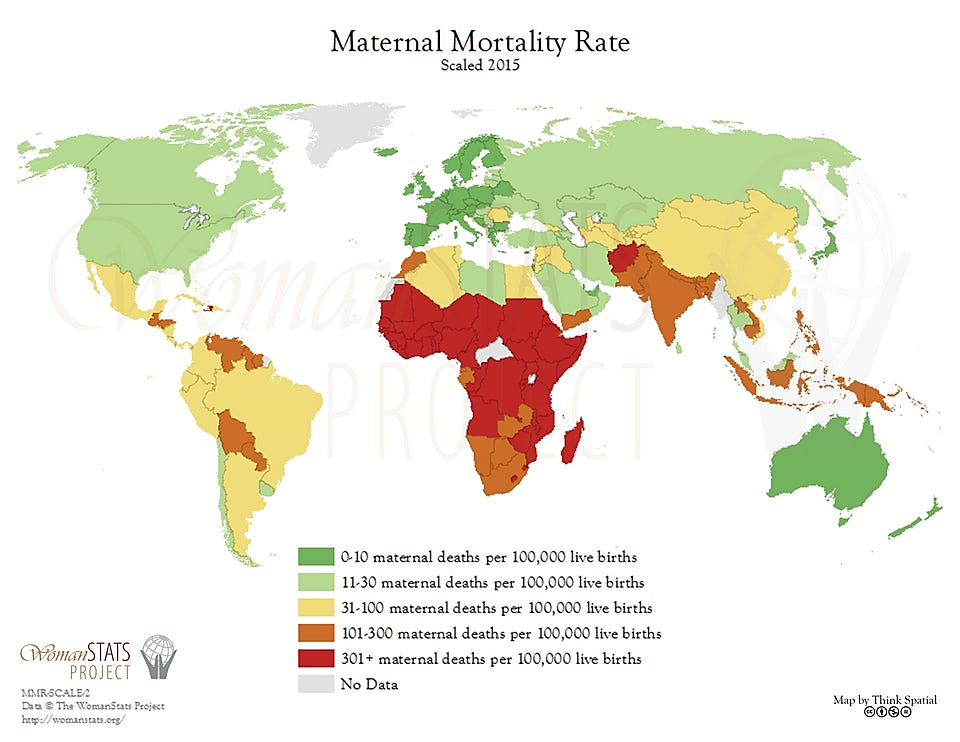 Maternal Mortality Rate
Scaled 2015
WomanSTATS
PROJECT
0-10 maternal deaths per 100,000 live births
11-30 maternal deaths per 100,000 live births
31-100 maternal deaths per 100,000 live births
101-300 maternal deaths per 100,000 live births
301+ maternal deaths per 100,000 live births
No Data
WomanSTATS
PROJECT
MMR-SCALE-2
Data © The WomanStats Project
http://womanstats.org/
Map by Think Spatial